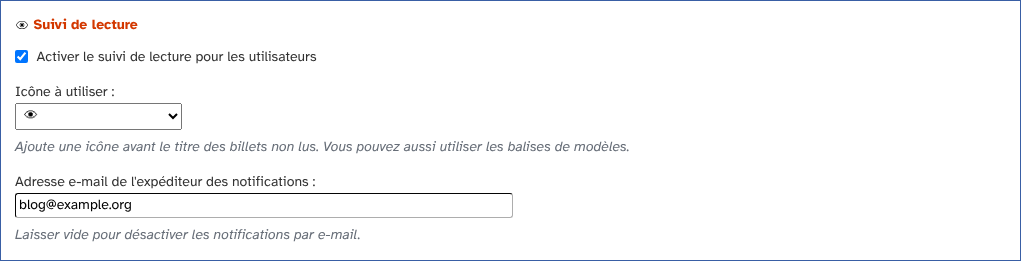 Suivi de lecture
Activer le suivi de lecture pour les utilisateurs
Icône à utiliser :
Ajoute une icône avant le titre des billets non lus. Vous pouvez aussi utiliser les balises de modèles.
Adresse e-mail de l'expéditeur des notifications :
blog@example.org
Laisser vide pour désactiver les notifications par e-mail.